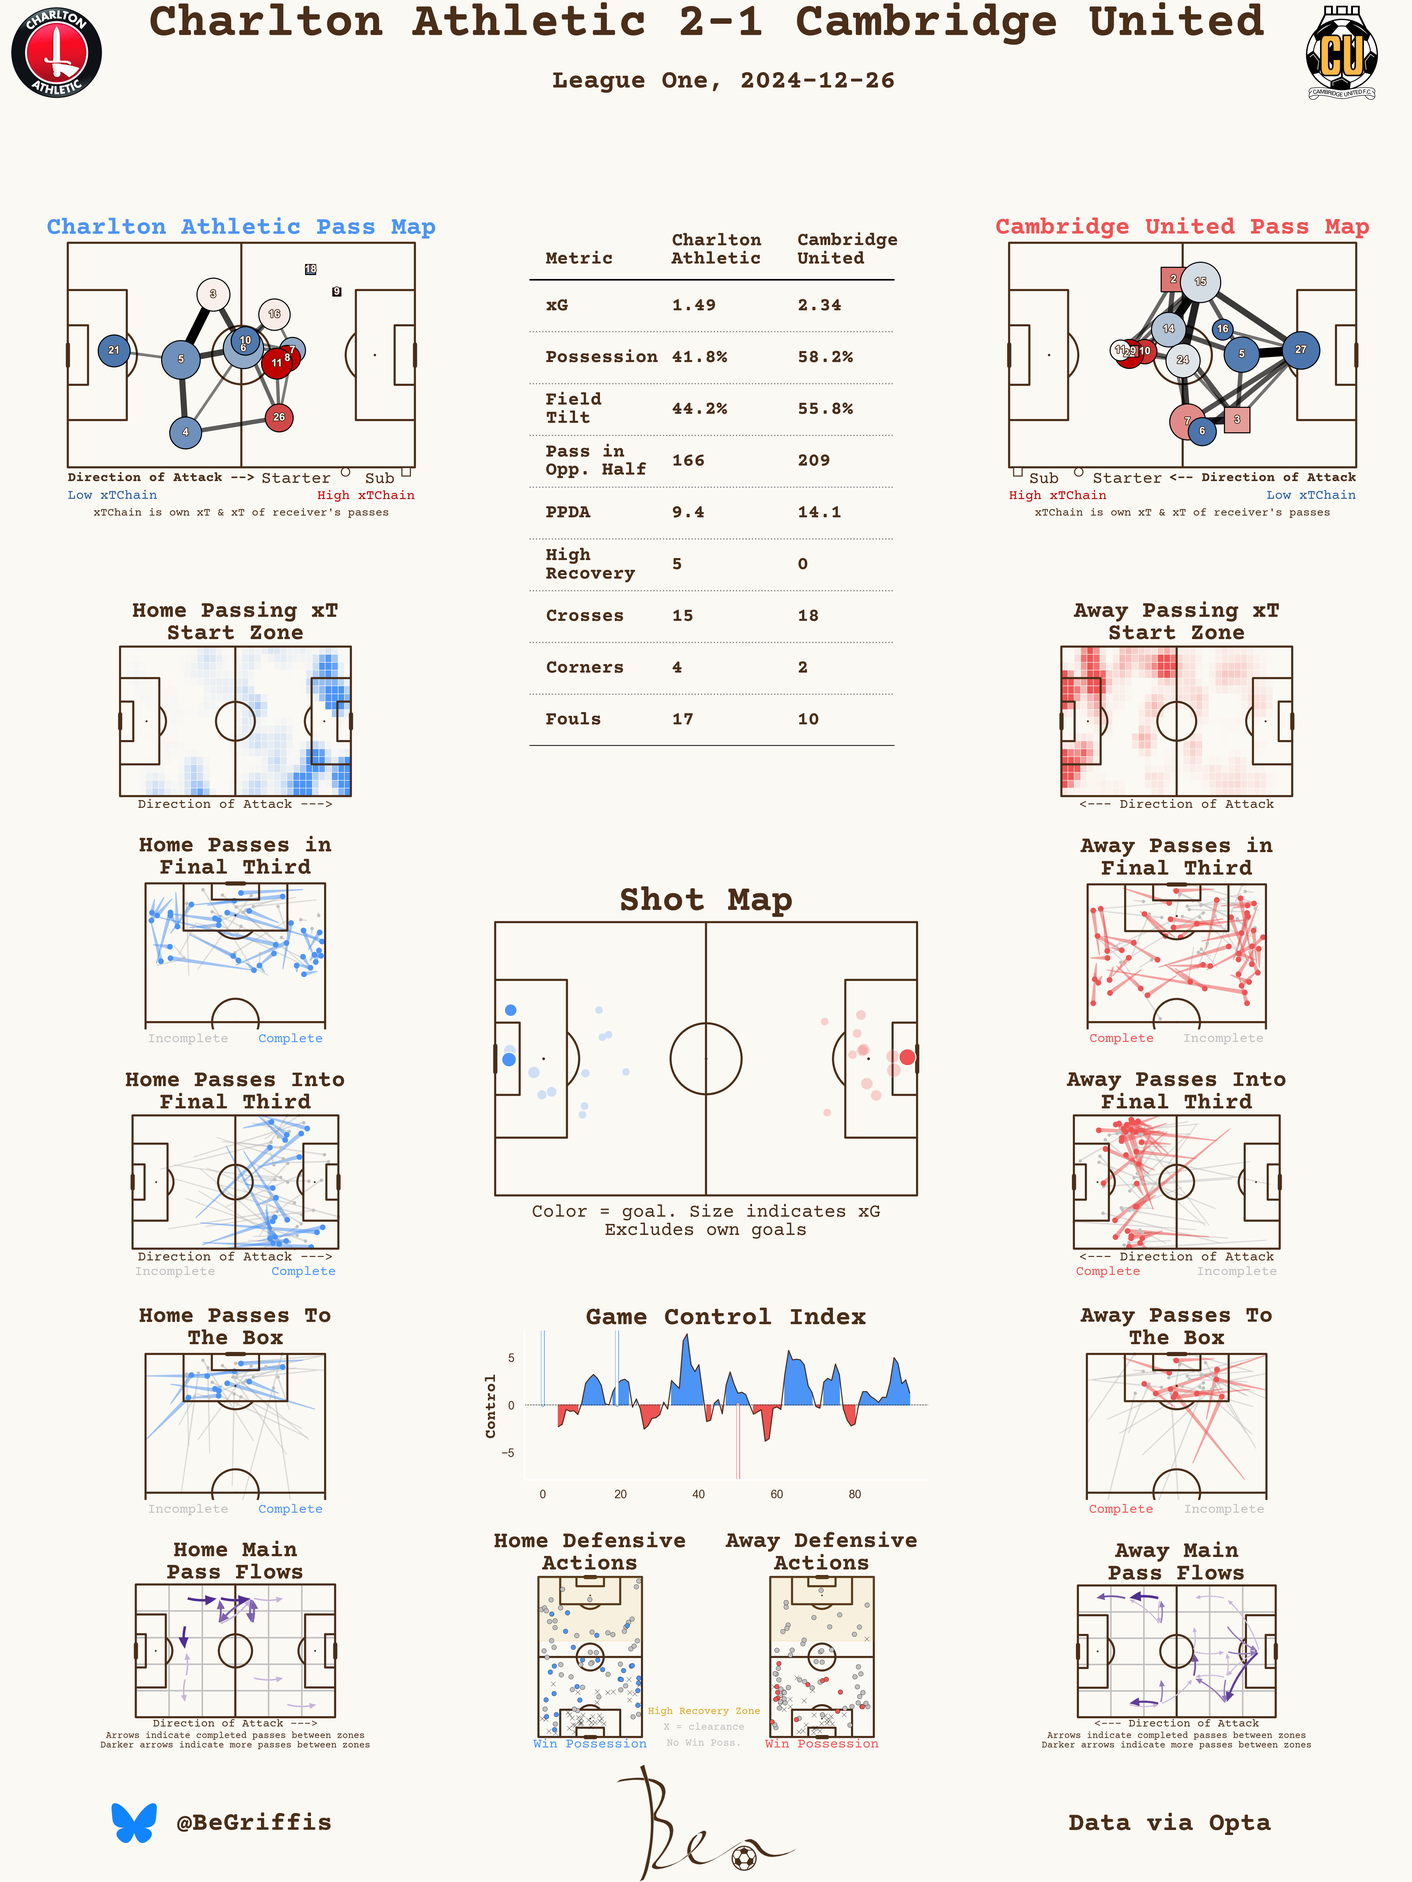 Charlton Athletic 2-1 Cambridge United
League One, 2024-12-26
CHARLTON
ATHLETIC
CU
CAMBRIDGE UNITED F.C.
Charlton Athletic Pass Map
3
18
9
16
21
5
10
6
7
8
11
26
4
Direction of Attack --> Starter Sub
Low xTChain High xTChain
xTChain is own xT & xT of receiver's passes
Metric Charlton Athletic Cambridge United
xG 1.49 2.34
Possession 41.8% 58.2%
Field Tilt 44.2% 55.8%
Pass in Opp. Half 166 209
PPDA 9.4 14.1
High Recovery 5 0
Crosses 15 18
Corners 4 2
Fouls 17 10
Cambridge United Pass Map
2
15
14
16
11
9
10
24
5
27
7
6
3
Sub Starter <-- Direction of Attack
High xTChain Low xTChain
xTChain is own xT & xT of receiver's passes
Home Passing xT
Start Zone
Direction of Attack --->
Away Passing xT
Start Zone
<--- Direction of Attack
Home Passes in
Final Third
Incomplete Complete
Shot Map
Color = goal. Size indicates xG
Excludes own goals
Away Passes in
Final Third
Complete Incomplete
Home Passes Into
Final Third
Direction of Attack --->
Incomplete Complete
Away Passes Into
Final Third
<--- Direction of Attack
Complete Incomplete
Home Passes To
The Box
Incomplete Complete
Game Control Index
Control
5
0
−5
0 20 40 60 80
Away Passes To
The Box
Complete Incomplete
Home Main
Pass Flows
Direction of Attack --->
Arrows indicate completed passes between zones
Darker arrows indicate more passes between zones
Home Defensive
Actions
Win Possession
High Recovery Zone
X = clearance
No Win Poss.
Away Defensive
Actions
Win Possession
Away Main
Pass Flows
<--- Direction of Attack
Arrows indicate completed passes between zones
Darker arrows indicate more passes between zones
@BeGriffis
Ben
Data via Opta